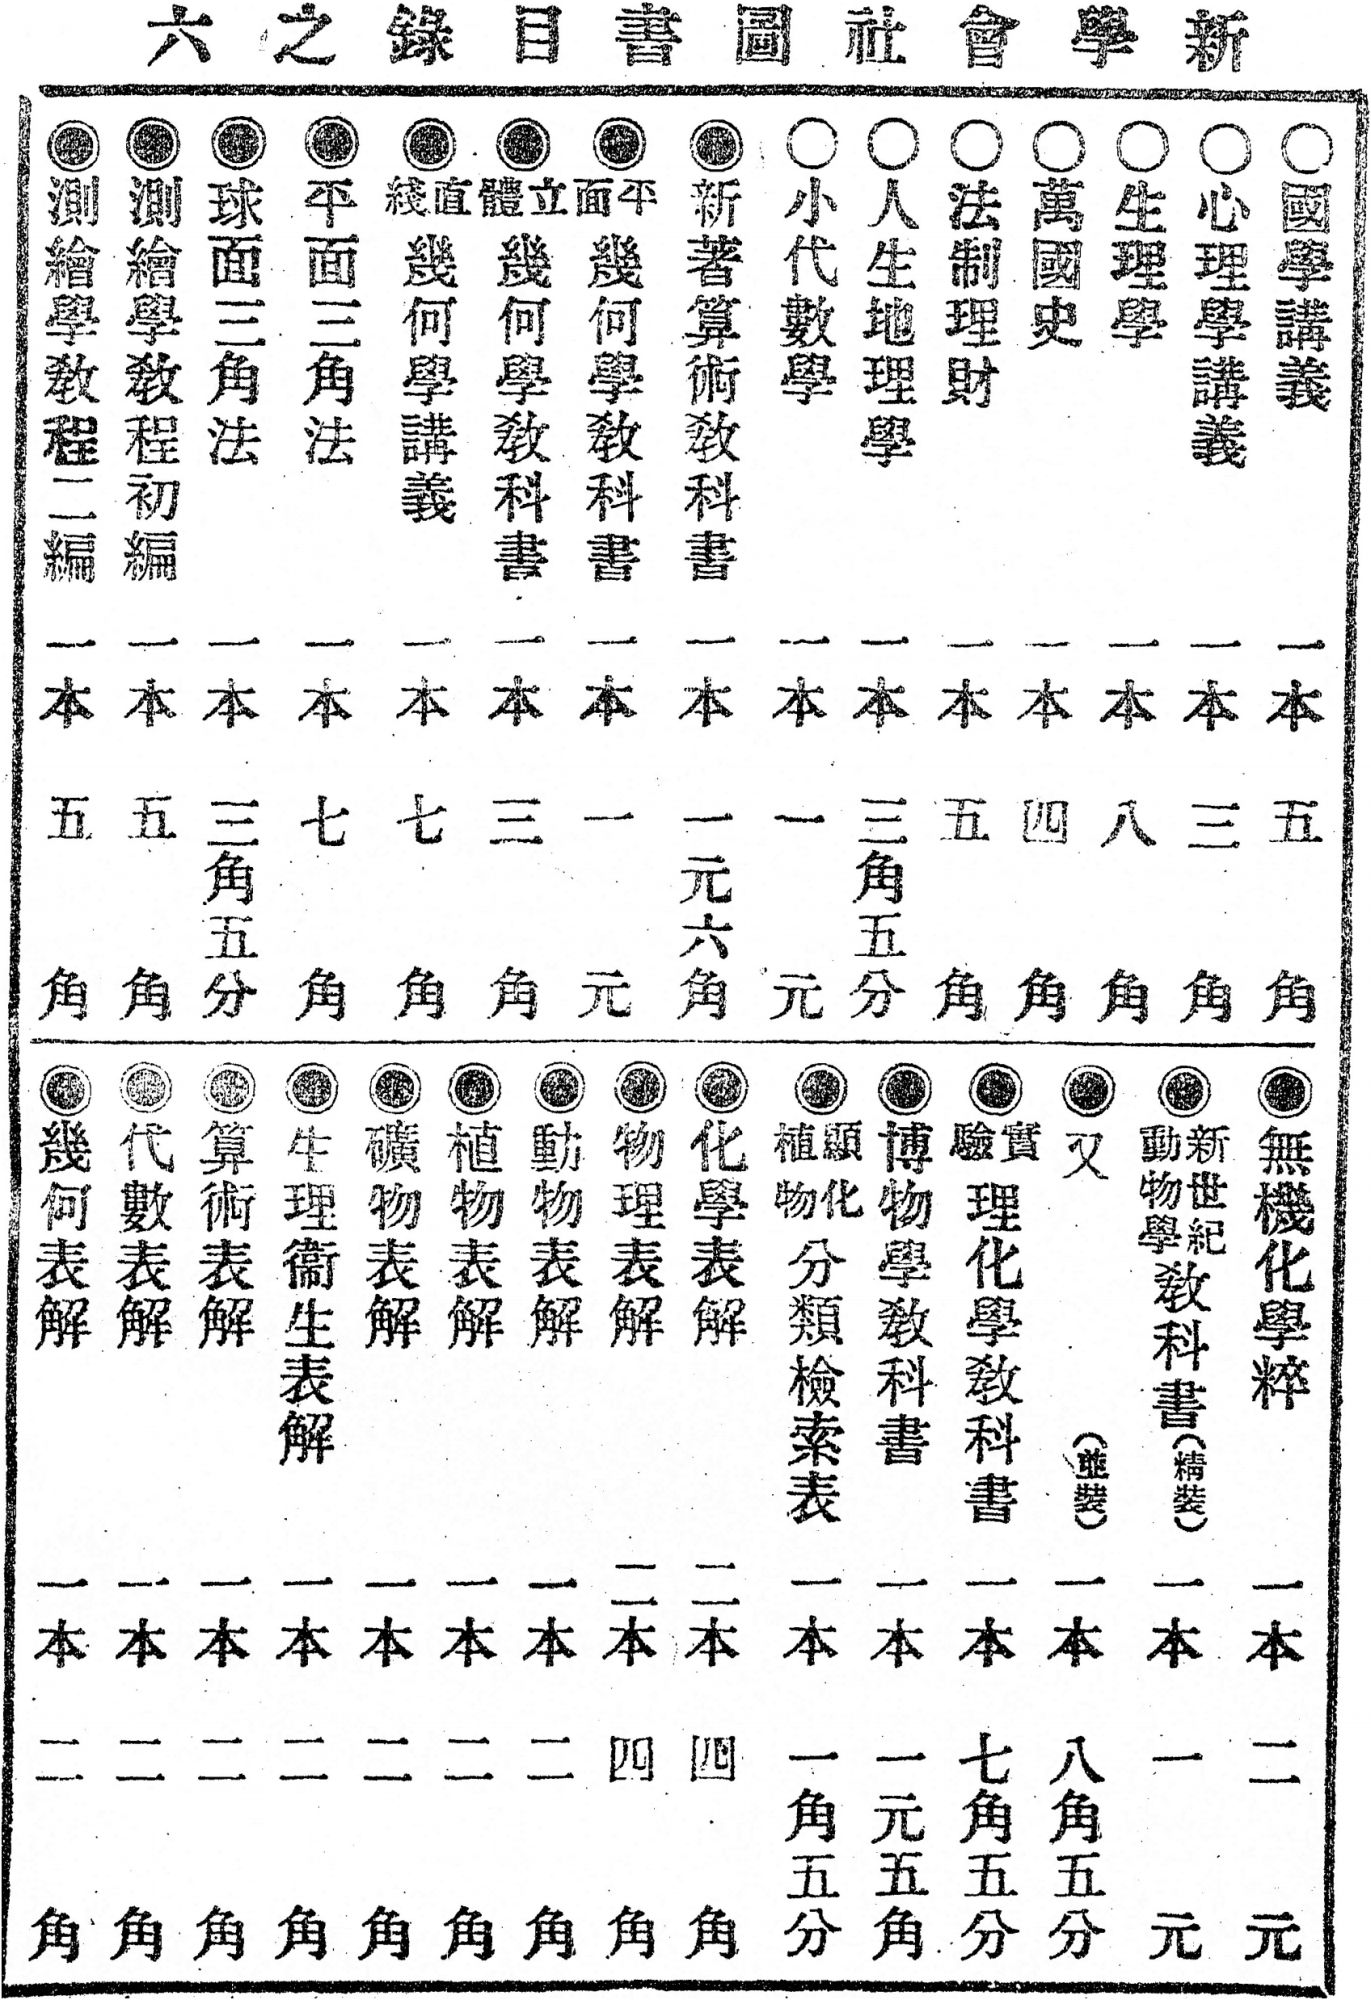 新學會社圖書目錄之六
○國學講義 一本 五角
○心理學講義 一本 三角
○生理學 一本 八角
○萬國史 一本 四角
○法制理財 一本 五角
○人生地理學 一本 三角五分
○小代數學 一本 一元
◉新著算術敎科書 一本 一元六角
◉平面幾何學敎科書 一本 一元
◉立體幾何學敎科書 一本 三角
◉直綫幾何學講義 一本 七角
◉平面三角法 一本 七角
◉球面三角法 一本 三角五分
◉測繪學敎程初編 一本 五角
◉測繪學敎程二編 一本 五角
◉無機化學粹 一本 二元
◉新世紀動物學敎科書(精裝) 一本 一元
◉又(並裝) 一本 八角五分
◉實驗理化學敎科書 一本 七角五分
◉博物學敎科書 一本 一元五角
◉顯化植物分類檢索表 一本 一角五分
◉化學表解 二本 四角
◉物理表解 二本 四角
◉動物表解 一本 二角
◉植物表解 一本 二角
◉礦物表解 一本 二角
◉生理衞生表解 一本 二角
◉算術表解 一本 二角
◉代數表解 一本 二角
◉幾何表解 一本 二角